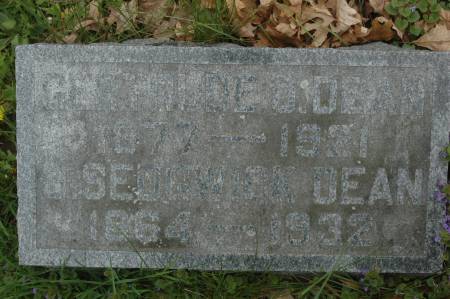 GERTRUDE DEAN
1877 — 1951
SEDGWICK DEAN
1864 — 1932